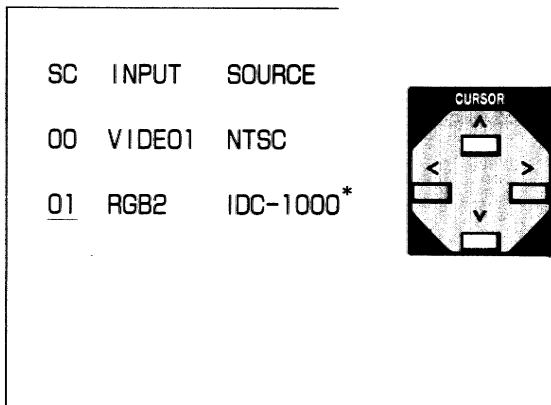 SC INPUT SOURCE
00 VIDEO1 NTSC
01 RGB2 IDC-1000*
CURSOR